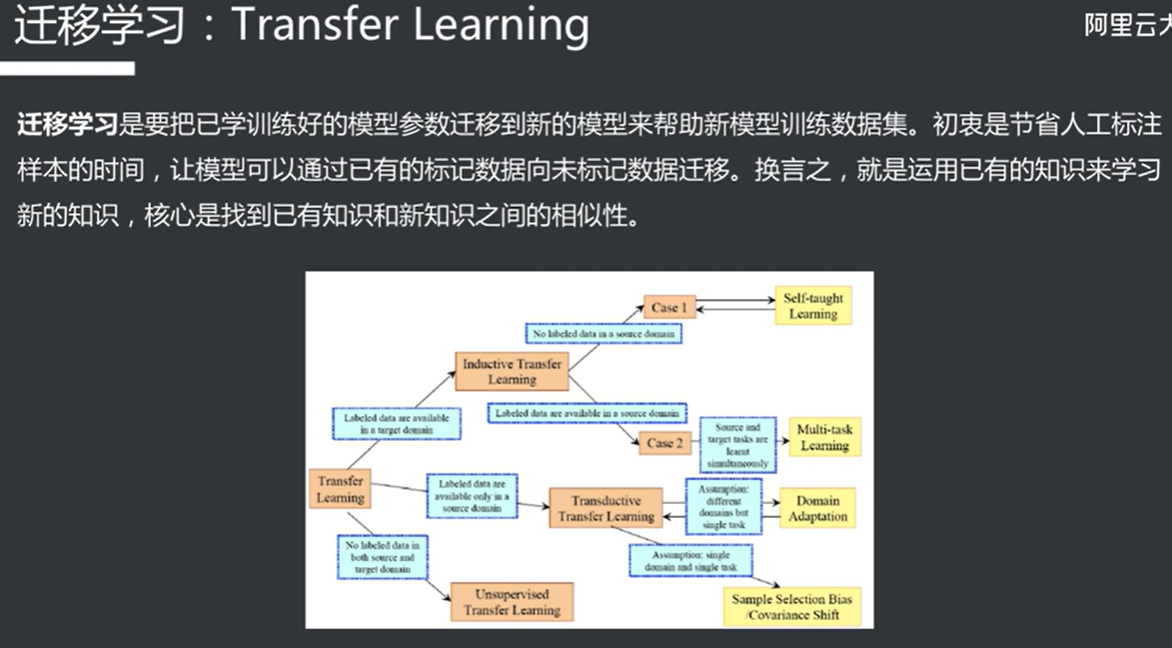 迁移学习：Transfer Learning
阿里云大
迁移学习是要把已学训练好的模型参数迁移到新的模型来帮助新模型训练数据集。初衷是节省人工标注
样本的时间，让模型可以通过已有的标记数据向未标记数据迁移。换言之，就是运用已有的知识来学习
新的知识，核心是找到已有知识和新知识之间的相似性。
Case 1
Self-taught
Learning
No labeled data in a source domain
Inductive Transfer
Learning
Labeled data are available
in a target domain
Labeled data are available in a source domain
Case 2
Source and
target tasks are
learnt
simultaneously
Multi-task
Learning
Transfer
Learning
Labeled data are
available only in a
source domain
Transductive
Transfer Learning
Assumption:
different
domains but
single task
Domain
Adaptation
No labeled data in
both source and
target domain
Assumption: single
domain and single task
Unsupervised
Transfer Learning
Sample Selection Bias
/Covariance Shift